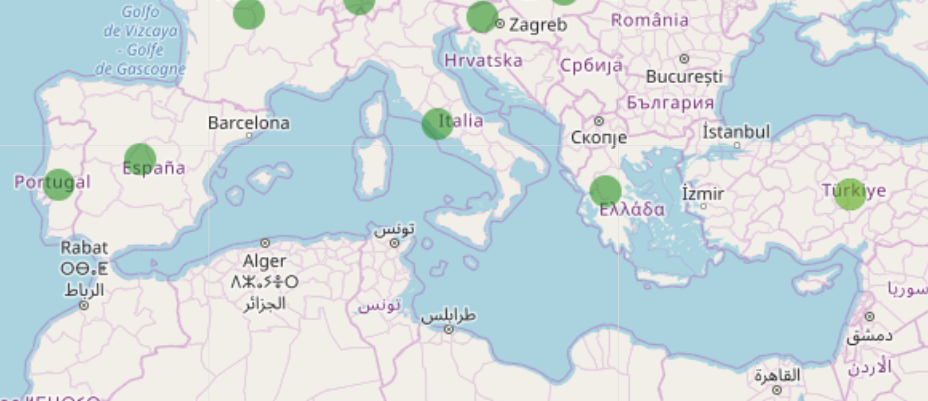 Golfo
de Vizcaya
- Golfe
de Gascogne
Zagreb
România
Hrvatska
Србија
București
България
Barcelona
Italia
Скопје
İstanbul
España
Portugal
İzmir
Türkiye
Ελλάδα
تونس
Rabat
ⵔⴱⴰⵟ
الرباط
Alger
ⴷⵣⴰⵢⵔ
الجزائر
تونس
طرابلس
سوريا
دمشق
الأردن
القاهرة